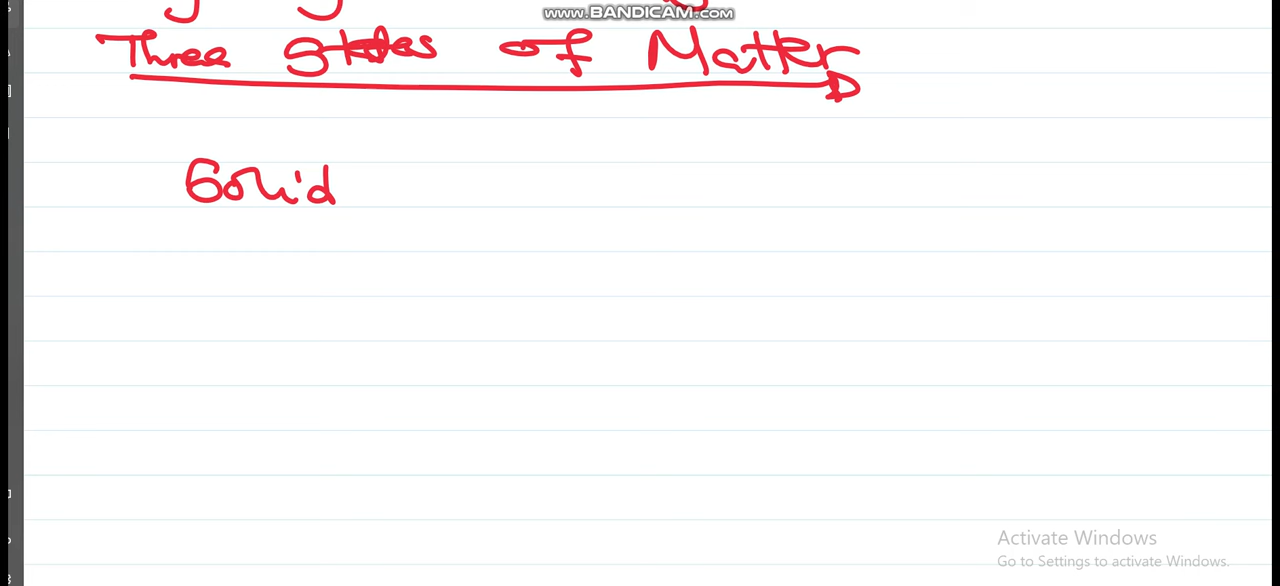 www.BANDICAM.com
Three states of Matter
Solid
Activate Windows
Go to Settings to activate Windows.